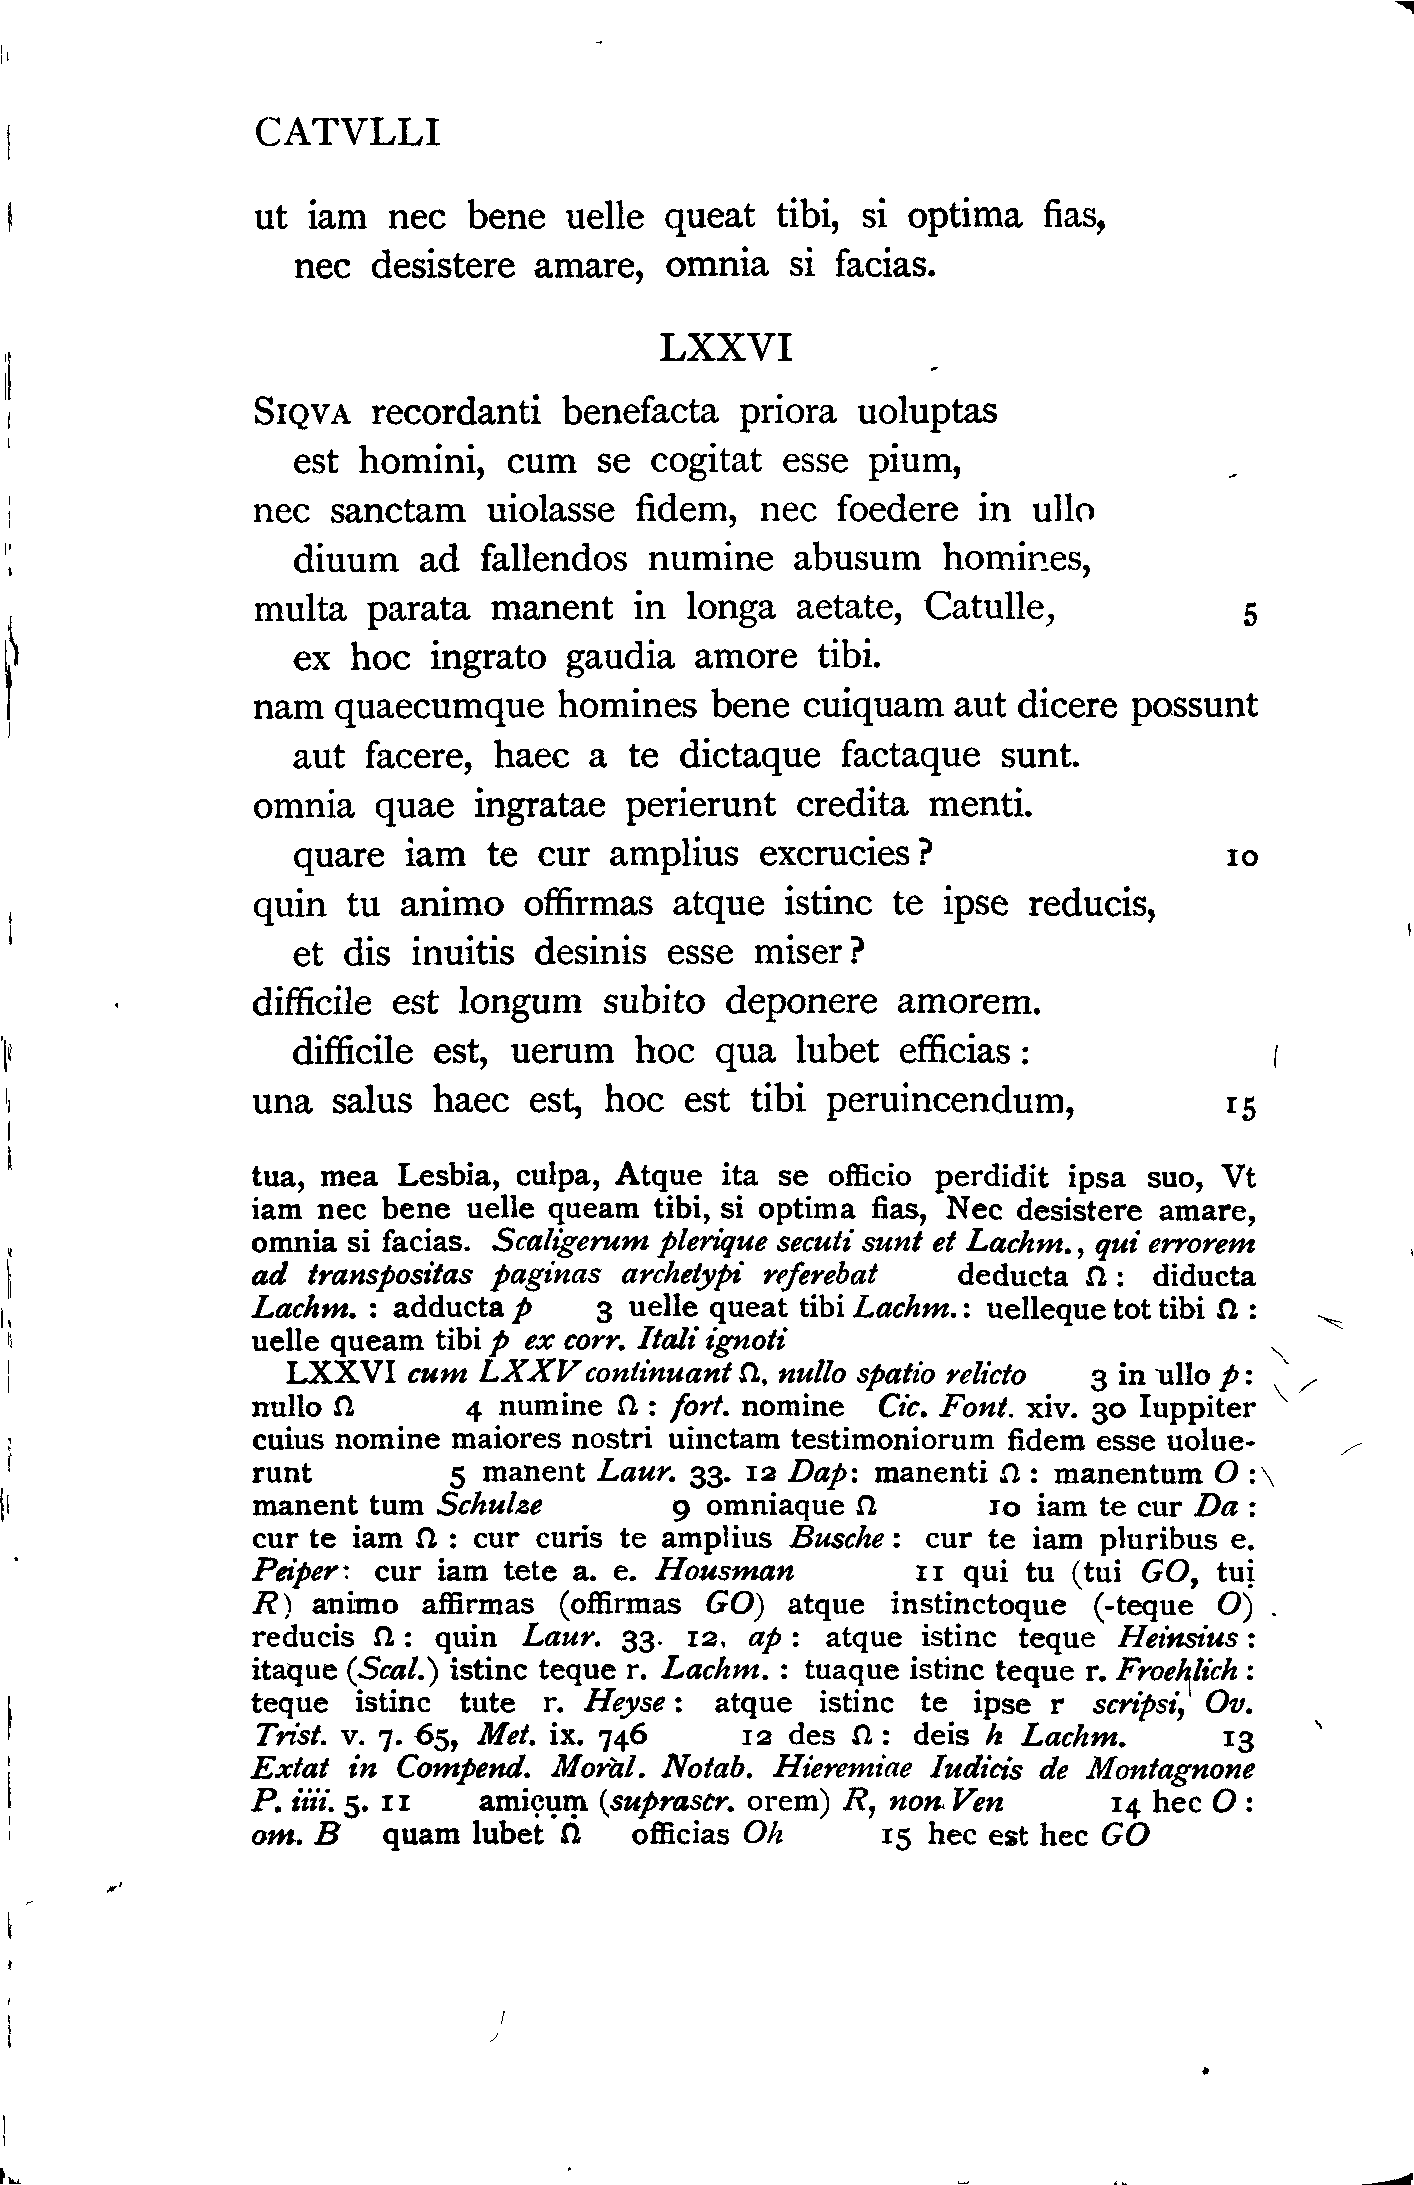 CATVLLI
ut iam nec bene uelle queat tibi, si optima fias,
nec desistere amare, omnia si facias.
LXXVI
SIQVA recordanti benefacta priora uoluptas
est homini, cum se cogitat esse pium,
nec sanctam uiolasse fidem, nec foedere in ullo
diuum ad fallendos numine abusum homines,
multa parata manent in longa aetate, Catulle, 5
ex hoc ingrato gaudia amore tibi.
nam quaecumque homines bene cuiquam aut dicere possunt
aut facere, haec a te dictaque factaque sunt.
omnia quae ingratae perierunt credita menti.
quare iam te cur amplius excrucies? 10
quin tu animo offirmas atque istinc te ipse reducis,
et dis inuitis desinis esse miser?
difficile est longum subito deponere amorem.
difficile est, uerum hoc qua lubet efficias:
una salus haec est, hoc est tibi peruincendum, 15
tua, mea Lesbia, culpa, Atque ita se officio perdidit ipsa suo, Vt
iam nec bene uelle queam tibi, si optima fias, Nec desistere amare,
omnia si facias. Scaligerum plerique secuti sunt et Lachm., qui errorem
ad transpositas paginas archetypi referebat deducta Ω: diducta
Lachm.: adducta p 3 uelle queat tibi Lachm.: uelleque tot tibi Ω:
uelle queam tibi p ex corr. Itali ignoti
LXXVI cum LXXV continuant Ω, nullo spatio relicto 3 in ullo p:
nullo Ω 4 numine Ω: fort. nomine Cic. Font. xiv. 30 Iuppiter
cuius nomine maiores nostri uinctam testimoniorum fidem esse uolue-
runt 5 manent Laur. 33. 12 Dap: manenti Ω: manentum O:
manent tum Schulze 9 omniaque Ω 10 iam te cur Da:
cur te iam Ω: cur curis te amplius Busche: cur te iam pluribus e.
Peiper: cur iam tete a. e. Housman 11 qui tu (tui GO, tuị
R) animo affirmas (offirmas GO) atque instinctoque (-teque O)
reducis Ω: quin Laur. 33. 12, ap: atque istinc teque Heinsius:
itaque (Scal.) istinc teque r. Lachm.: tuaque istinc teque r. Froehlich:
teque istinc tute r. Heyse: atque istinc te ipse r scripsi, Ov.
Trist. v. 7. 65, Met. ix. 746 12 des Ω: deis h Lachm. 13
Extat in Compend. Moral. Notab. Hieremiae Iudicis de Montagnone
P. iiii. 5. 11 amic̣ụṃ (suprascr. orem) R, non Ven 14 hec O:
om. B quam lubet Ω officias Oh 15 hec est hec GO